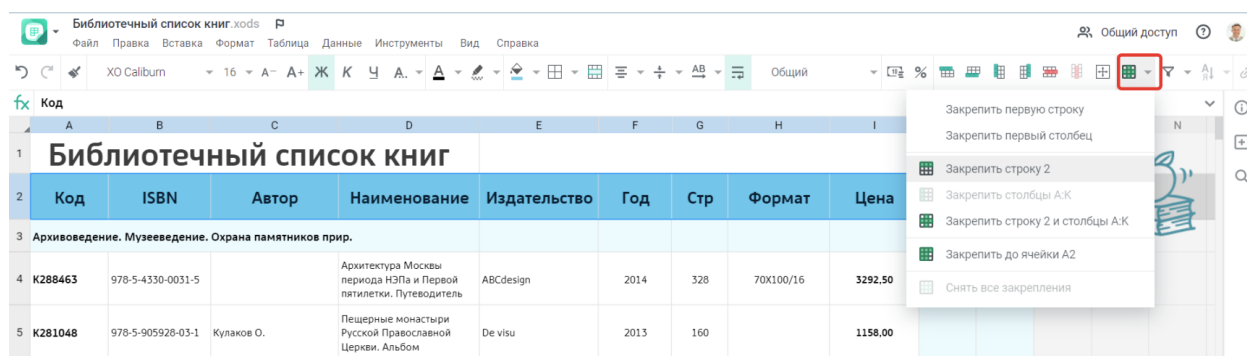 Библиотечный список книг.xods
Файл Правка Вставка Формат Таблица Данные Инструменты Вид Справка
Общий доступ
XO Caliburn 16 A− A+ Ж К Ч А.. А АВ Общий %
fx Код
A B C D E F G H I N
1 Библиотечный список книг
2 Код ISBN Автор Наименование Издательство Год Стр Формат Цена
3 Архивоведение. Музееведение. Охрана памятников прир.
4 K288463 978-5-4330-0031-5 Архитектура Москвы периода НЭПа и Первой пятилетки. Путеводитель ABCdesign 2014 328 70X100/16 3292,50
5 K281048 978-5-905928-03-1 Кулаков О. Пещерные монастыри Русской Православной Церкви. Альбом De visu 2013 160 1158,00
Закрепить первую строку
Закрепить первый столбец
Закрепить строку 2
Закрепить столбцы A:K
Закрепить строку 2 и столбцы A:K
Закрепить до ячейки A2
Снять все закрепления